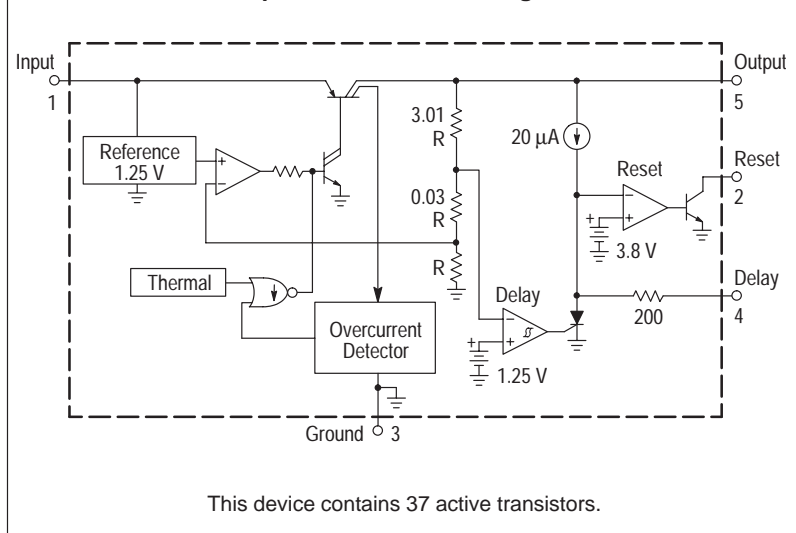 Input
1
Output
5
3.01
R
20 μA
Reference
1.25 V
+
−
Reset
Reset
2
−
+
+
3.8 V
0.03
R
R
Thermal
Delay
Delay
4
200
−
+
+
1.25 V
Overcurrent
Detector
Ground
3
This device contains 37 active transistors.